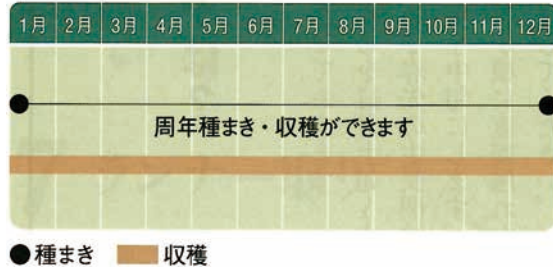 1月 2月 3月 4月 5月 6月 7月 8月 9月 10月 11月 12月
周年種まき・収穫ができます
●種まき 収穫